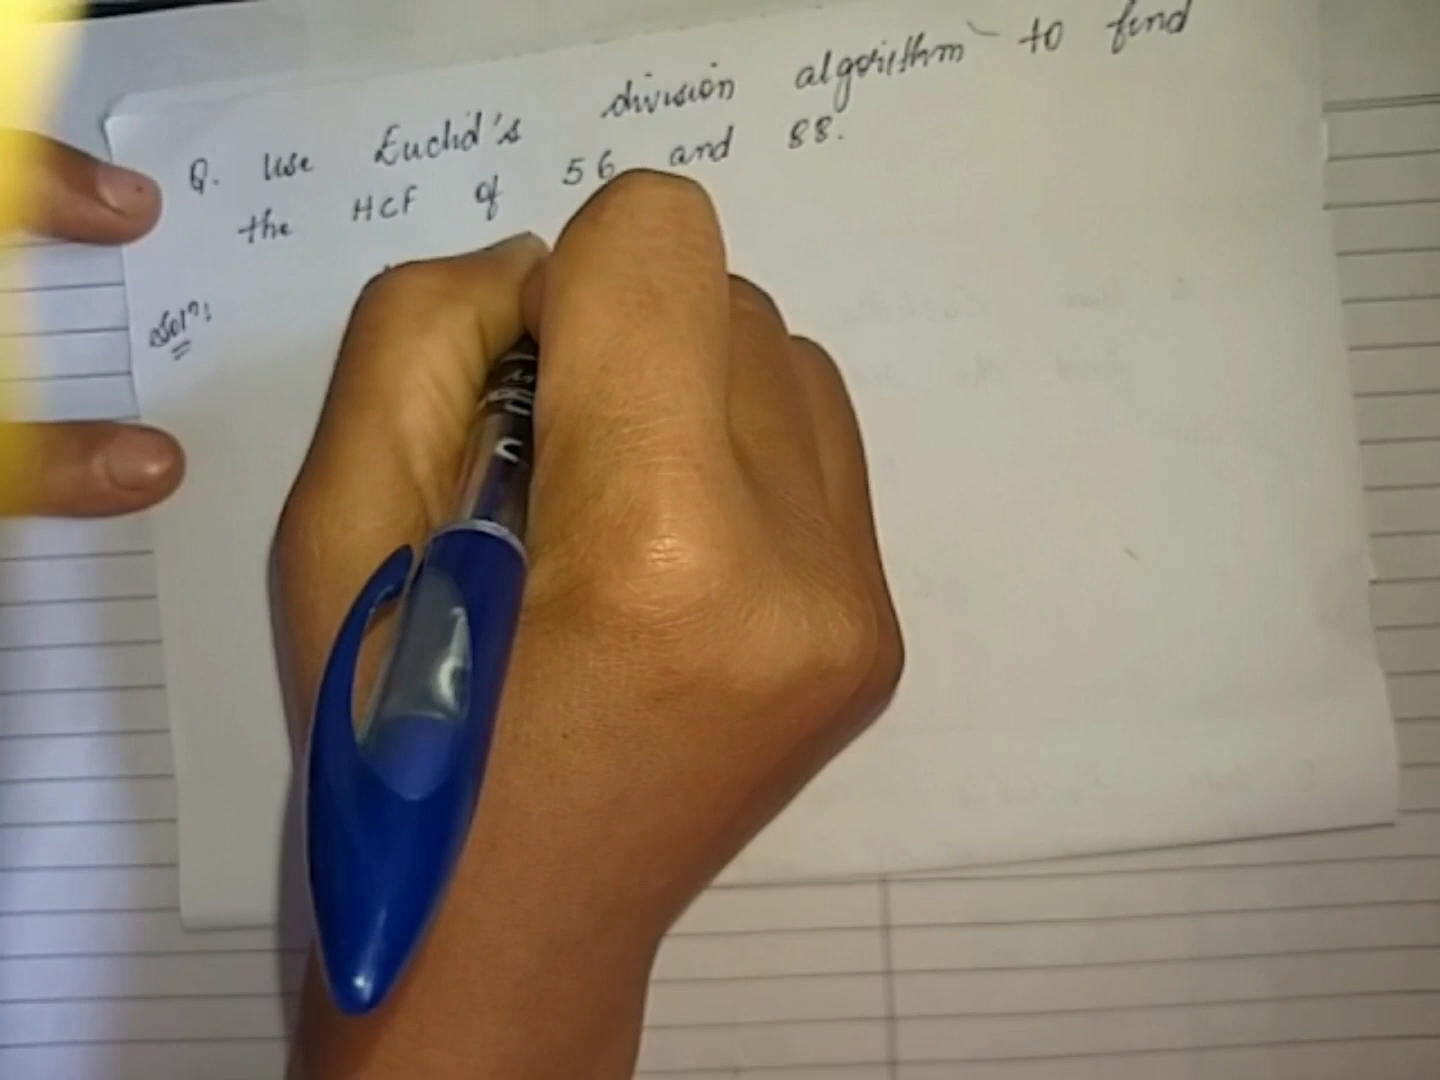 Q. Use Euclid's division algorithm to find
the HCF of 56 and 88.
Solⁿ: